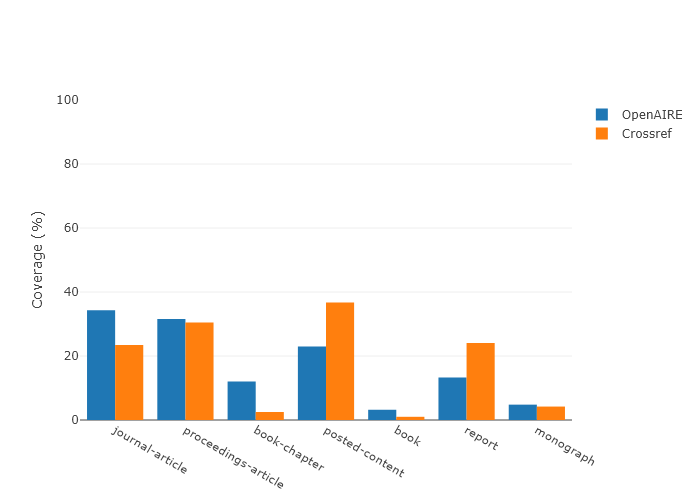 100
80
60
40
20
0
Coverage (%)
OpenAIRE
Crossref
journal-article
proceedings-article
book-chapter
posted-content
book
report
monograph